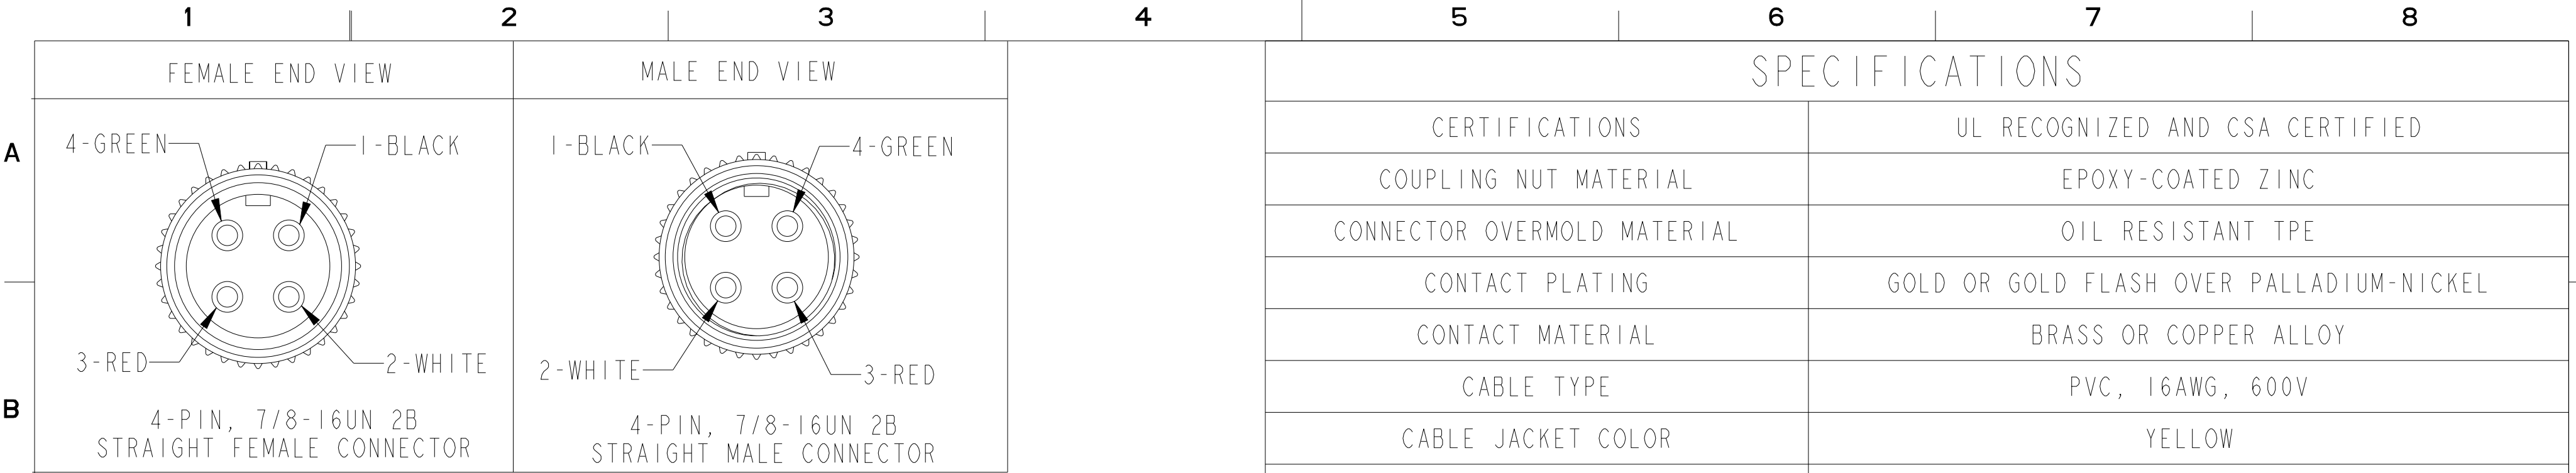 1 2 3 4 5 6 7 8
FEMALE END VIEW
MALE END VIEW
A
4-GREEN
1-BLACK
3-RED
2-WHITE
4-PIN, 7/8-16UN 2B
STRAIGHT FEMALE CONNECTOR
1-BLACK
4-GREEN
2-WHITE
3-RED
4-PIN, 7/8-16UN 2B
STRAIGHT MALE CONNECTOR
B
SPECIFICATIONS
CERTIFICATIONS UL RECOGNIZED AND CSA CERTIFIED
COUPLING NUT MATERIAL EPOXY-COATED ZINC
CONNECTOR OVERMOLD MATERIAL OIL RESISTANT TPE
CONTACT PLATING GOLD OR GOLD FLASH OVER PALLADIUM-NICKEL
CONTACT MATERIAL BRASS OR COPPER ALLOY
CABLE TYPE PVC, 16AWG, 600V
CABLE JACKET COLOR YELLOW